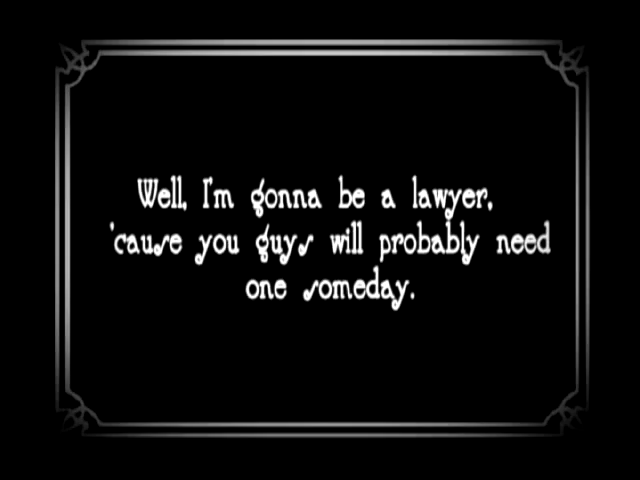 Well, I'm gonna be a lawyer,
'cause you guys will probably need
one someday.